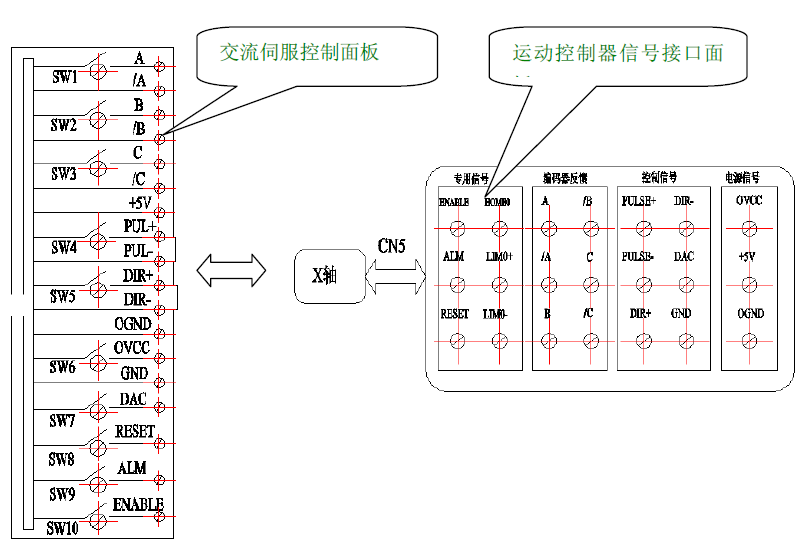 交流伺服控制面板
运动控制器信号接口面
A
SW1
/A
B
SW2
/B
C
SW3
/C
+5V
PUL+
SW4
PUL-
DIR+
SW5
DIR-
OGND
OVCC
SW6
GND
DAC
SW7
RESET
SW8
ALM
SW9
ENABLE
SW10
X轴
CN5
专用信号 编码器反馈 控制信号 电源信号
ENABLE HOME0 A /B PULSE+ DIR- OVCC
ALM LIM0+ /A C PULSE- DAC +5V
RESET LIM0- B /C DIR+ GND OGND